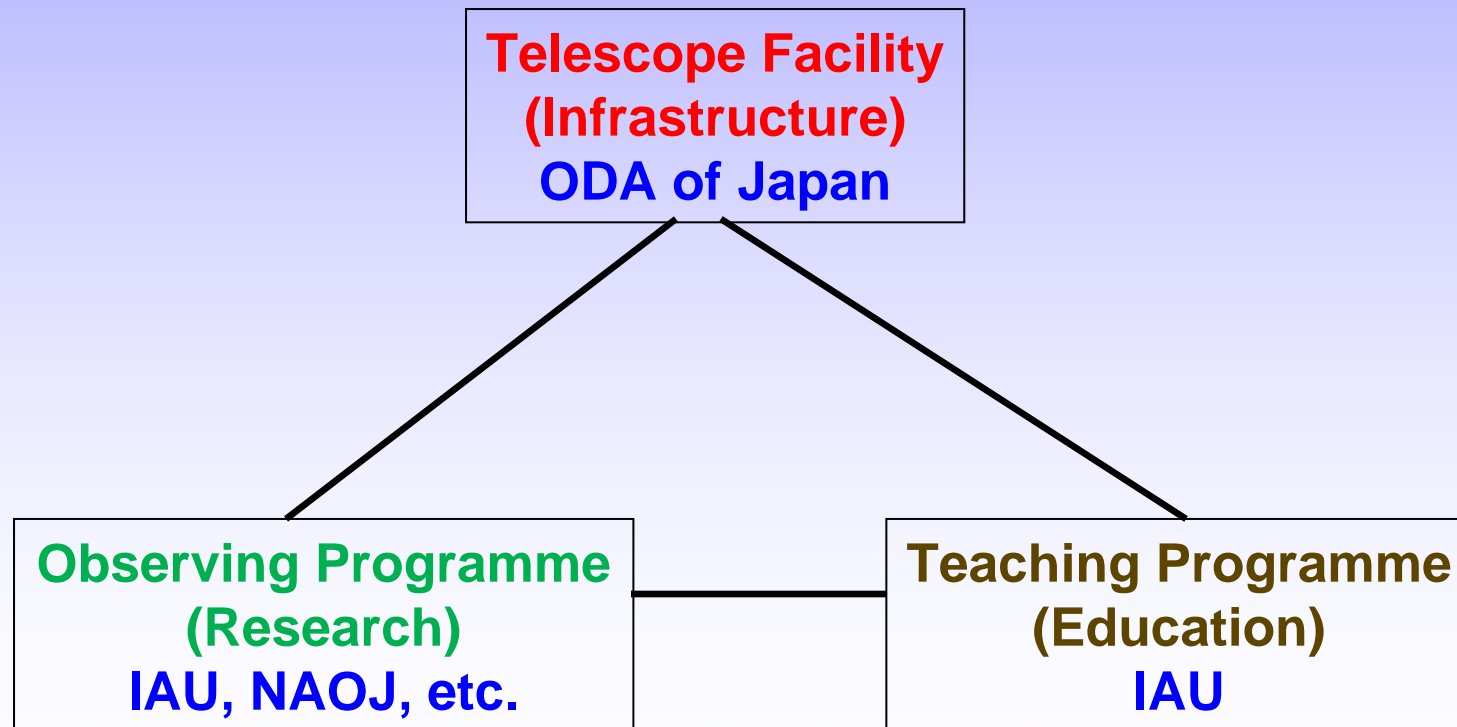 Telescope Facility
(Infrastructure)
ODA of Japan
Observing Programme
(Research)
IAU, NAOJ, etc.
Teaching Programme
(Education)
IAU